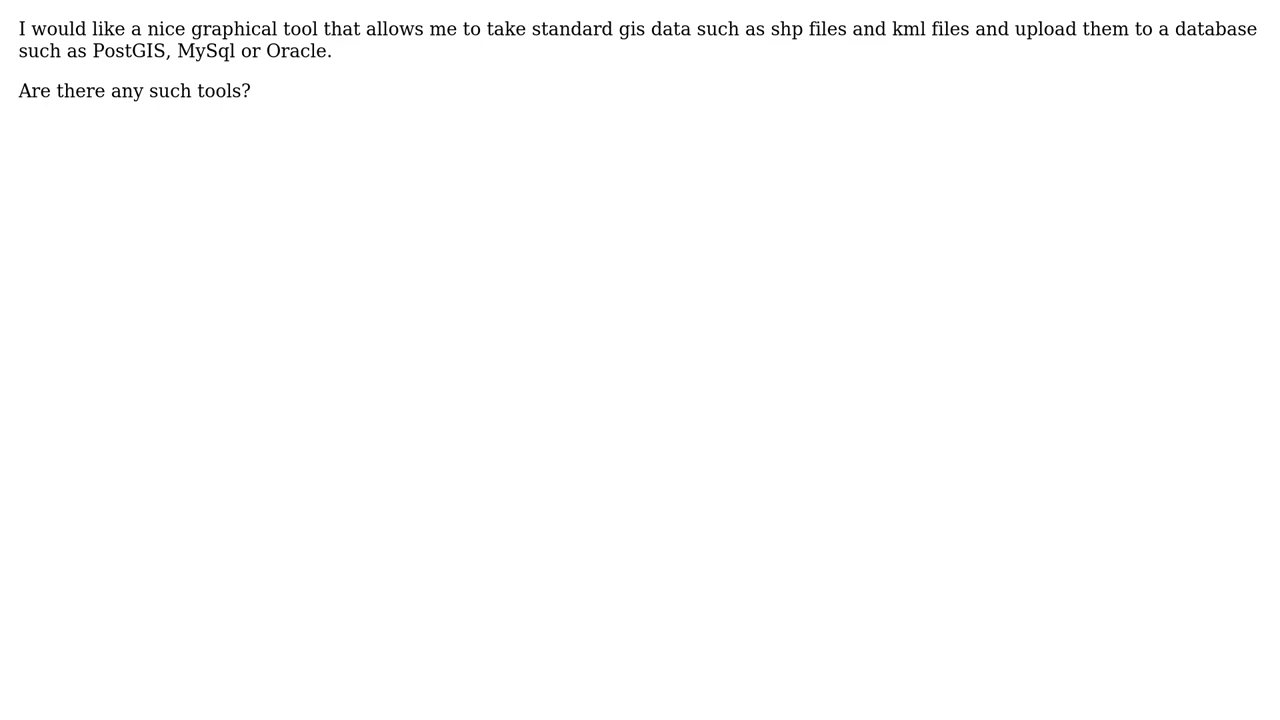 I would like a nice graphical tool that allows me to take standard gis data such as shp files and kml files and upload them to a database
such as PostGIS, MySql or Oracle.
Are there any such tools?